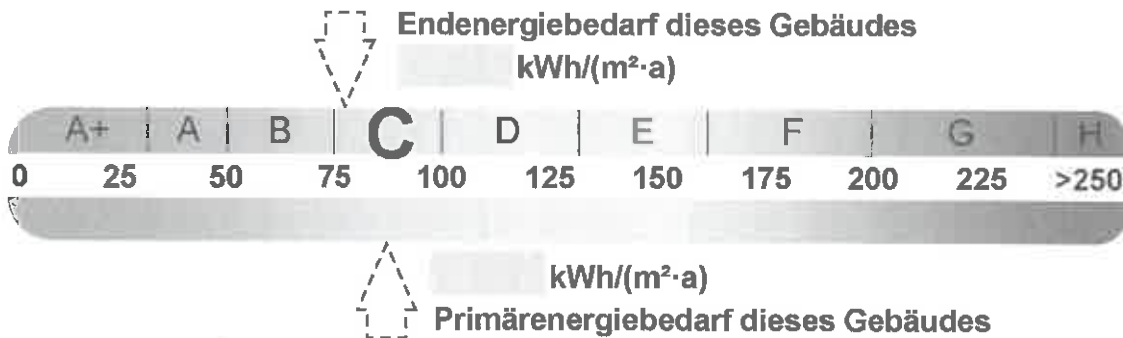 Endenergiebedarf dieses Gebäudes
kWh/(m²·a)
A+ A B C D E F G H
0 25 50 75 100 125 150 175 200 225 >250
kWh/(m²·a)
Primärenergiebedarf dieses Gebäudes